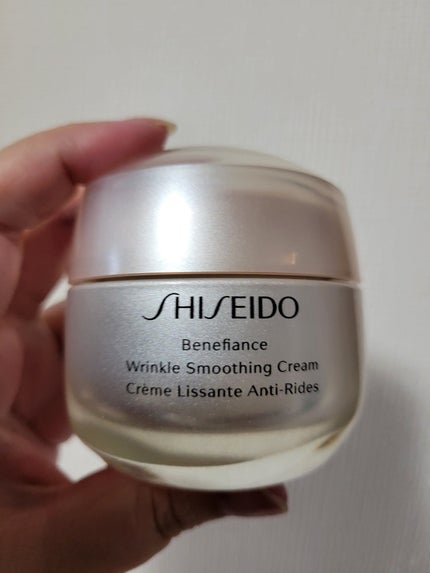 SHISEIDO
Benefiance
Wrinkle Smoothing Cream
Crème Lissante Anti-Rides